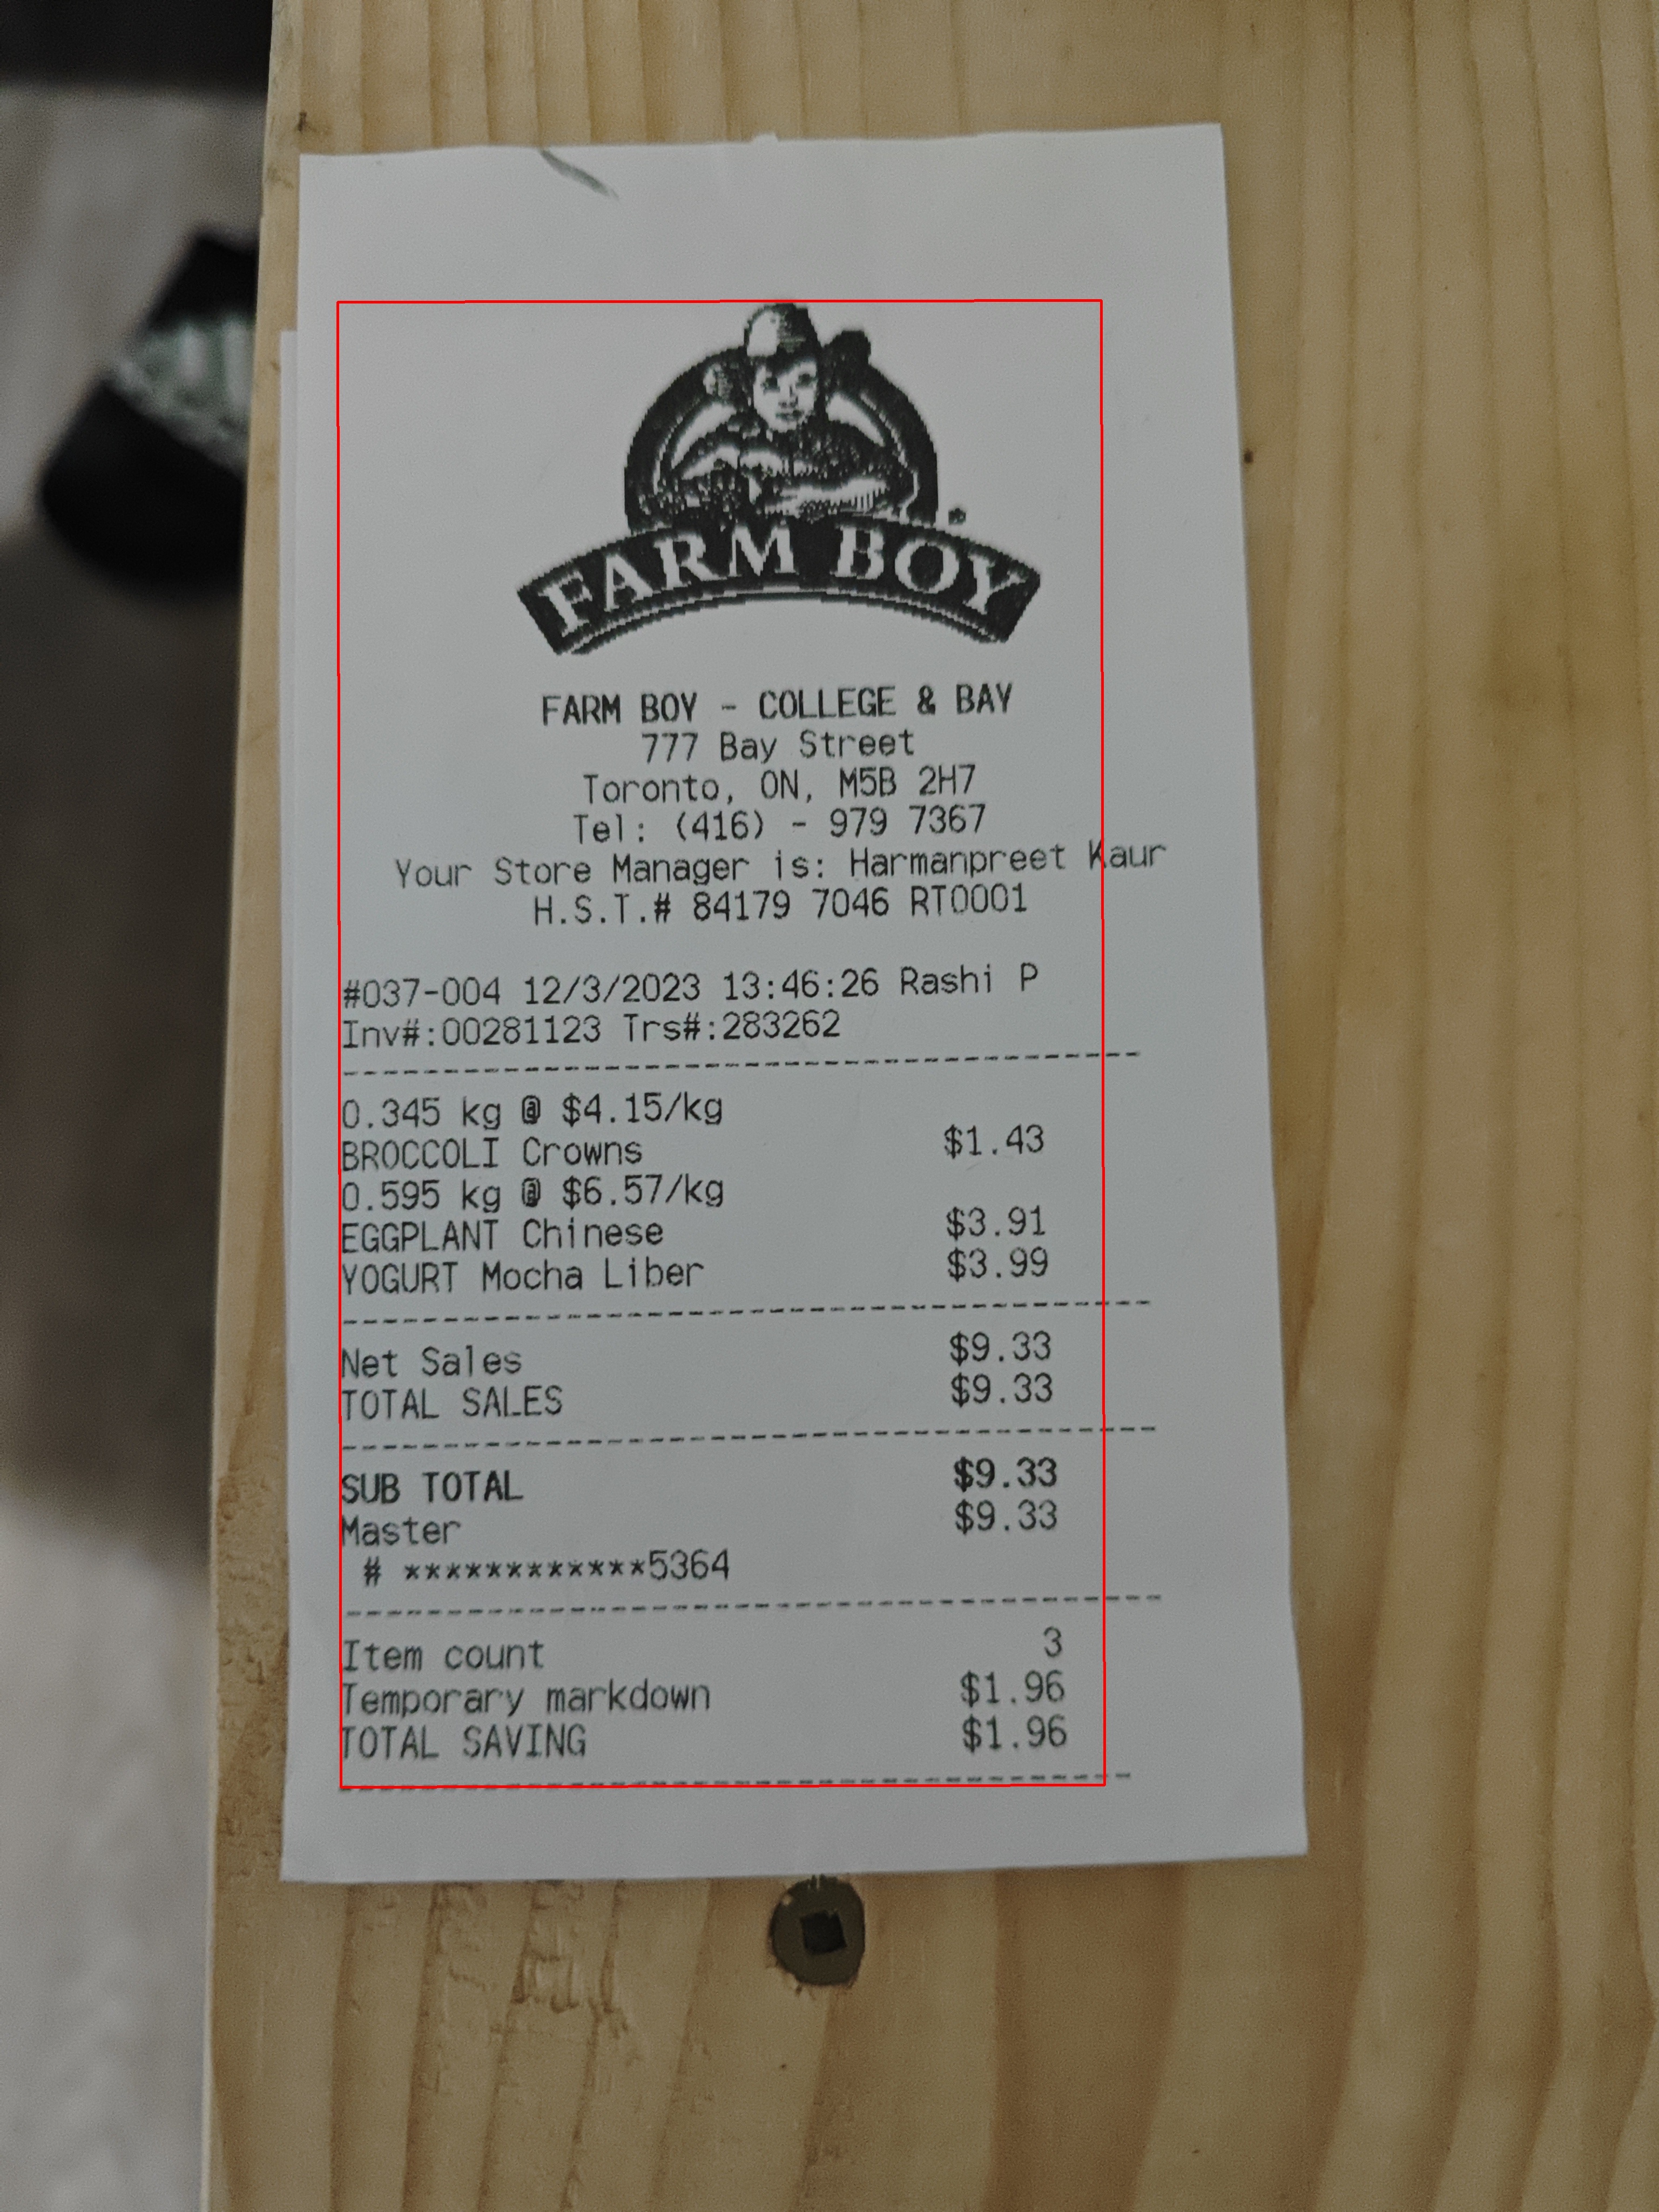 FARM BOY
FARM BOY - COLLEGE & BAY
777 Bay Street
Toronto, ON, M5B 2H7
Tel: (416) - 979 7367
Your Store Manager is: Harmanpreet Kaur
H.S.T.# 84179 7046 RT0001
#037-004 12/3/2023 13:46:26 Rashi P
Inv#:00281123 Trs#:283262
----------------------------------------
0.345 kg @ $4.15/kg
BROCCOLI Crowns $1.43
0.595 kg @ $6.57/kg
EGGPLANT Chinese $3.91
YOGURT Mocha Liber $3.99
----------------------------------------
Net Sales $9.33
TOTAL SALES $9.33
----------------------------------------
SUB TOTAL $9.33
Master $9.33
# ************5364
----------------------------------------
Item count 3
Temporary markdown $1.96
TOTAL SAVING $1.96
----------------------------------------